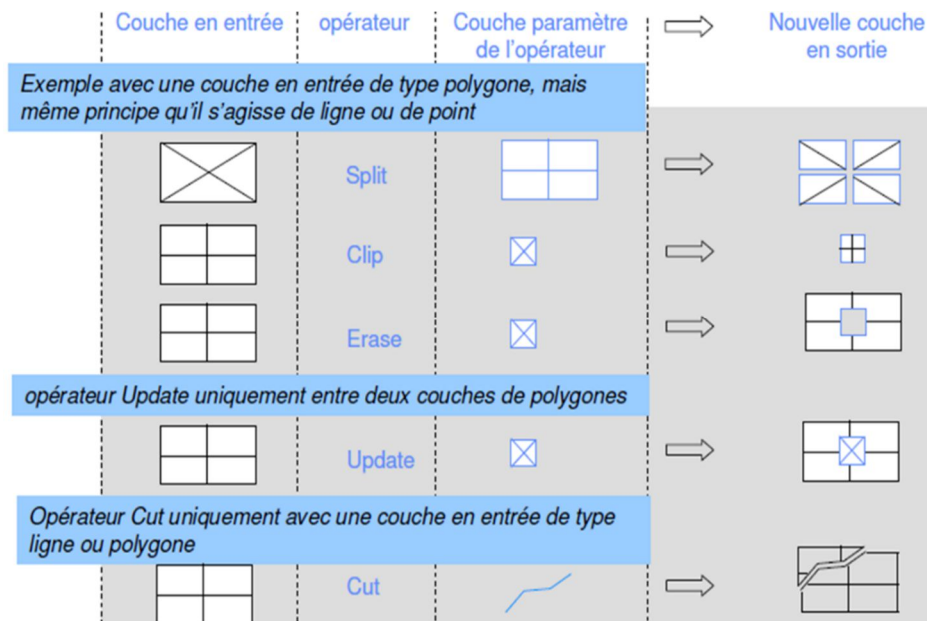 Couche en entrée
opérateur
Couche paramètre
de l'opérateur
Nouvelle couche
en sortie
Exemple avec une couche en entrée de type polygone, mais
même principe qu'il s'agisse de ligne ou de point
Split
Clip
Erase
opérateur Update uniquement entre deux couches de polygones
Update
Opérateur Cut uniquement avec une couche en entrée de type
ligne ou polygone
Cut